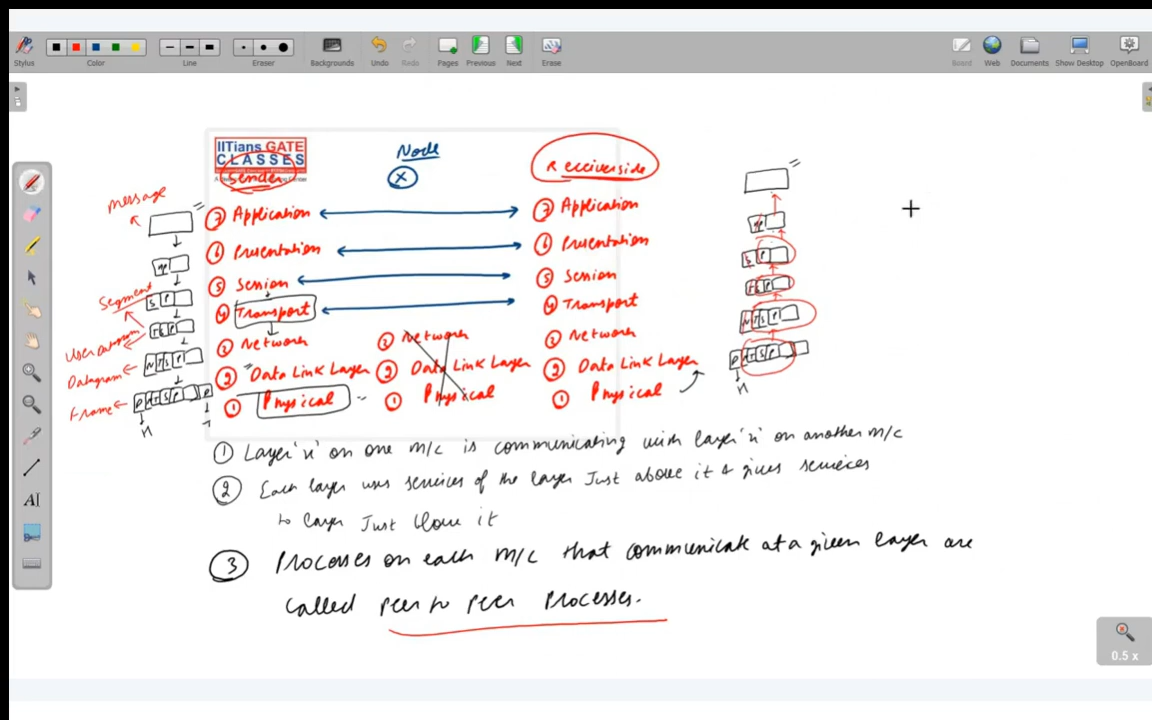 Stylus
Color
Line
Eraser
Backgrounds
Undo
Redo
Pages
Previous
Next
Erase
Board
Web
Documents
Show Desktop
OpenBoard
IITians GATE
CLASSES
Sender
Node
X
Recciverside
message
Segment
User datagram
Datagram
Frame
⑦ Application
⑥ Presentation
⑤ Session
④ Transport
③ Network
② Data Link Layer
① Physical
③ Network
② Data Link Layer
① Physical
⑦ Application
⑥ Presentation
⑤ Session
④ Transport
③ Network
② Data Link Layer
① Physical
① Layer 'x' on one m/c is communicating with layer 'x' on another m/c
② Each layer uses services of the layer Just above it & gives services
to layer Just below it
③ Processes on each m/c that communicate at a given layer are
called peer to peer processes.
AI
0.5 x